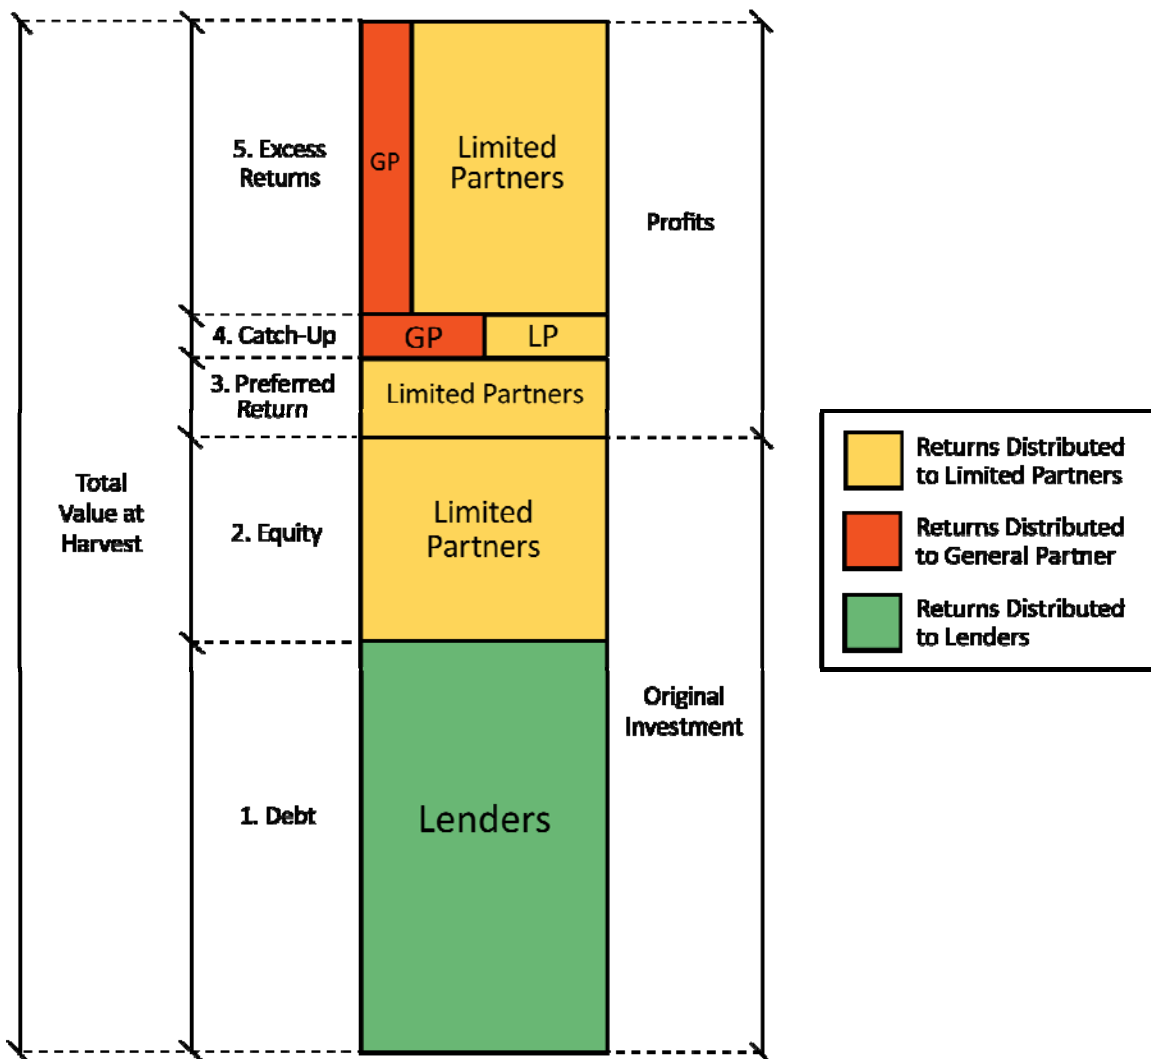 5. Excess
Returns
GP
Limited
Partners
Profits
4. Catch-Up
GP
LP
3. Preferred
Return
Limited Partners
Total
Value at
Harvest
2. Equity
Limited
Partners
Original
Investment
1. Debt
Lenders
Returns Distributed
to Limited Partners
Returns Distributed
to General Partner
Returns Distributed
to Lenders